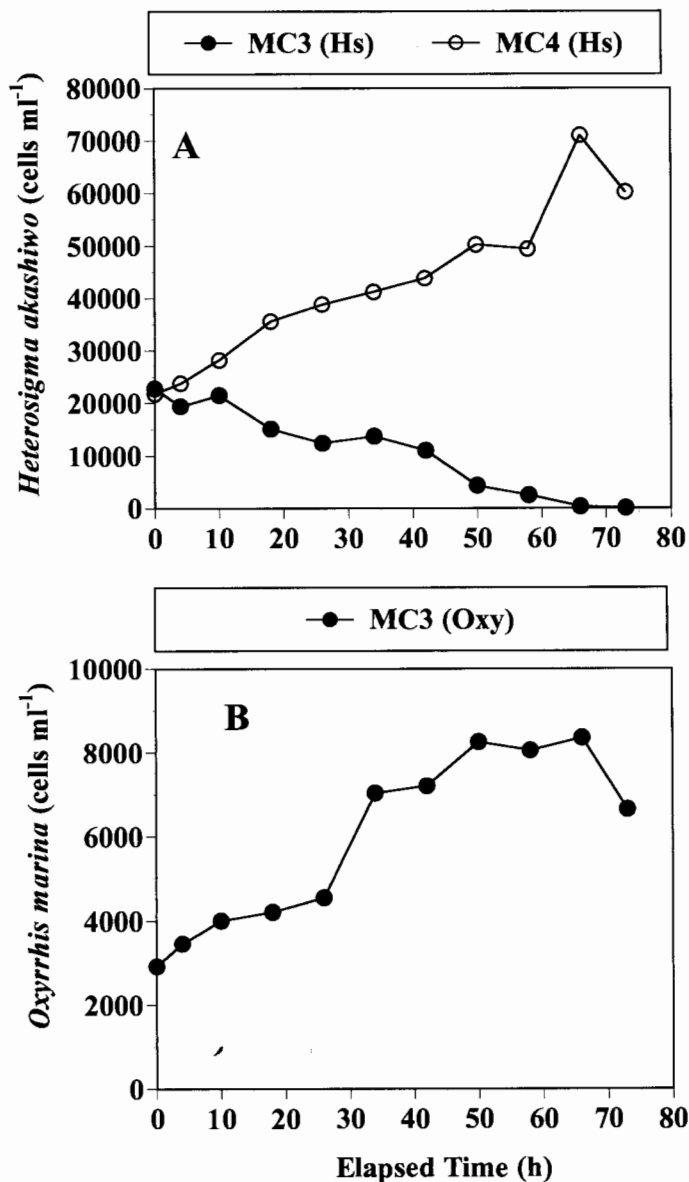 MC3 (Hs) MC4 (Hs)
80000
70000
60000
50000
40000
30000
20000
10000
0
A
Heterosigma akashiwo (cells ml⁻¹)
0 10 20 30 40 50 60 70 80
MC3 (Oxy)
10000
8000
6000
4000
2000
0
B
Oxyrrhis marina (cells ml⁻¹)
0 10 20 30 40 50 60 70 80
Elapsed Time (h)